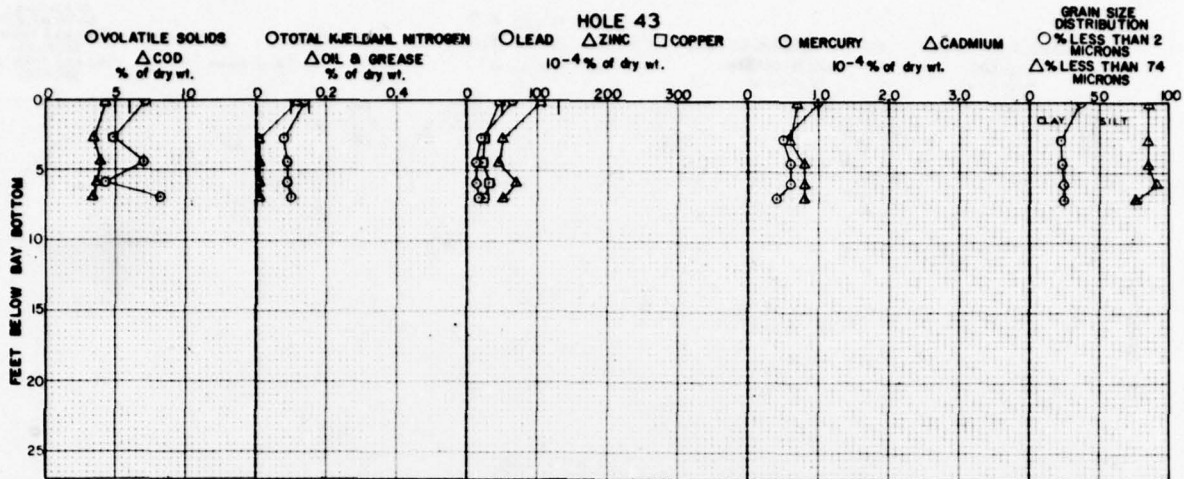 HOLE 43
○ VOLATILE SOLIDS
△ COD
% of dry wt.
○ TOTAL KJELDAHL NITROGEN
△ OIL & GREASE
% of dry wt.
○ LEAD △ ZINC □ COPPER
10⁻⁴ % of dry wt.
○ MERCURY △ CADMIUM
10⁻⁴ % of dry wt.
GRAIN SIZE
DISTRIBUTION
○ % LESS THAN 2
MICRONS
△ % LESS THAN 74
MICRONS
0 5 10 0 0.2 0.4 0 100 200 300 0 1.0 2.0 3.0 0 50 100
CLAY SILT
FEET BELOW BAY BOTTOM
0
5
10
15
20
25